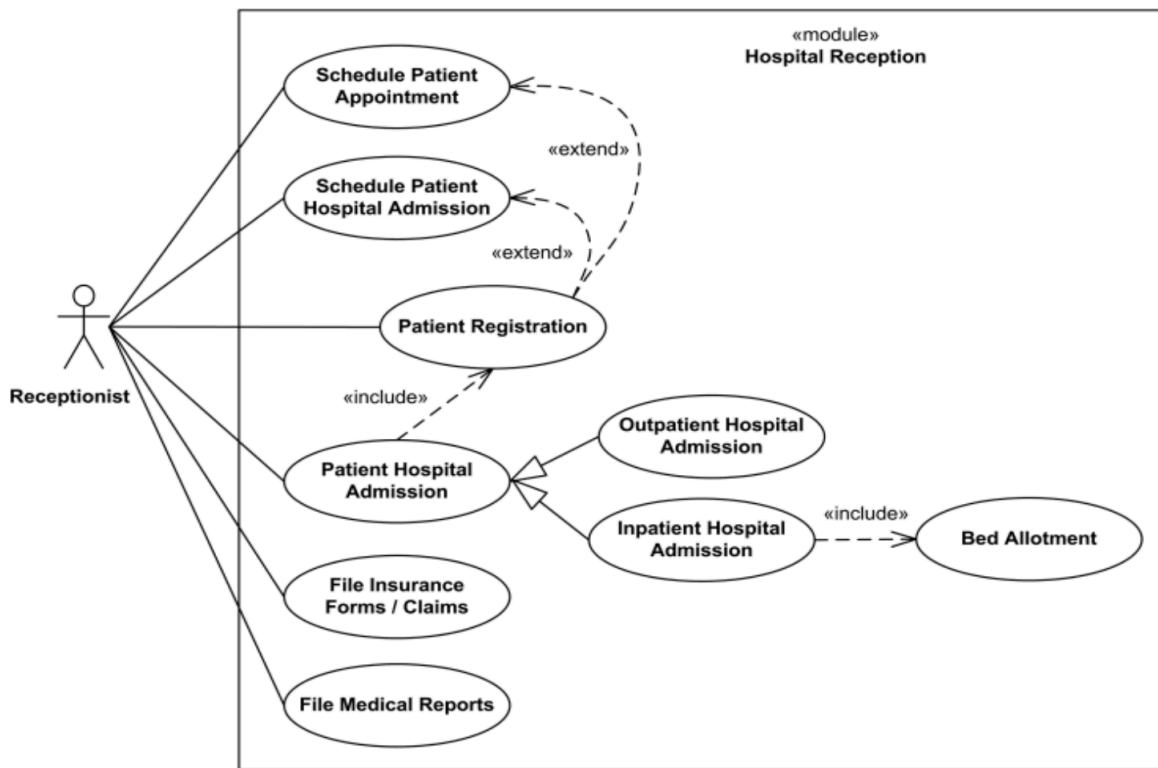 «module»
Hospital Reception
Schedule Patient
Appointment
«extend»
Schedule Patient
Hospital Admission
«extend»
Patient Registration
Receptionist
«include»
Outpatient Hospital
Admission
Patient Hospital
Admission
Inpatient Hospital
Admission
«include»
Bed Allotment
File Insurance
Forms / Claims
File Medical Reports